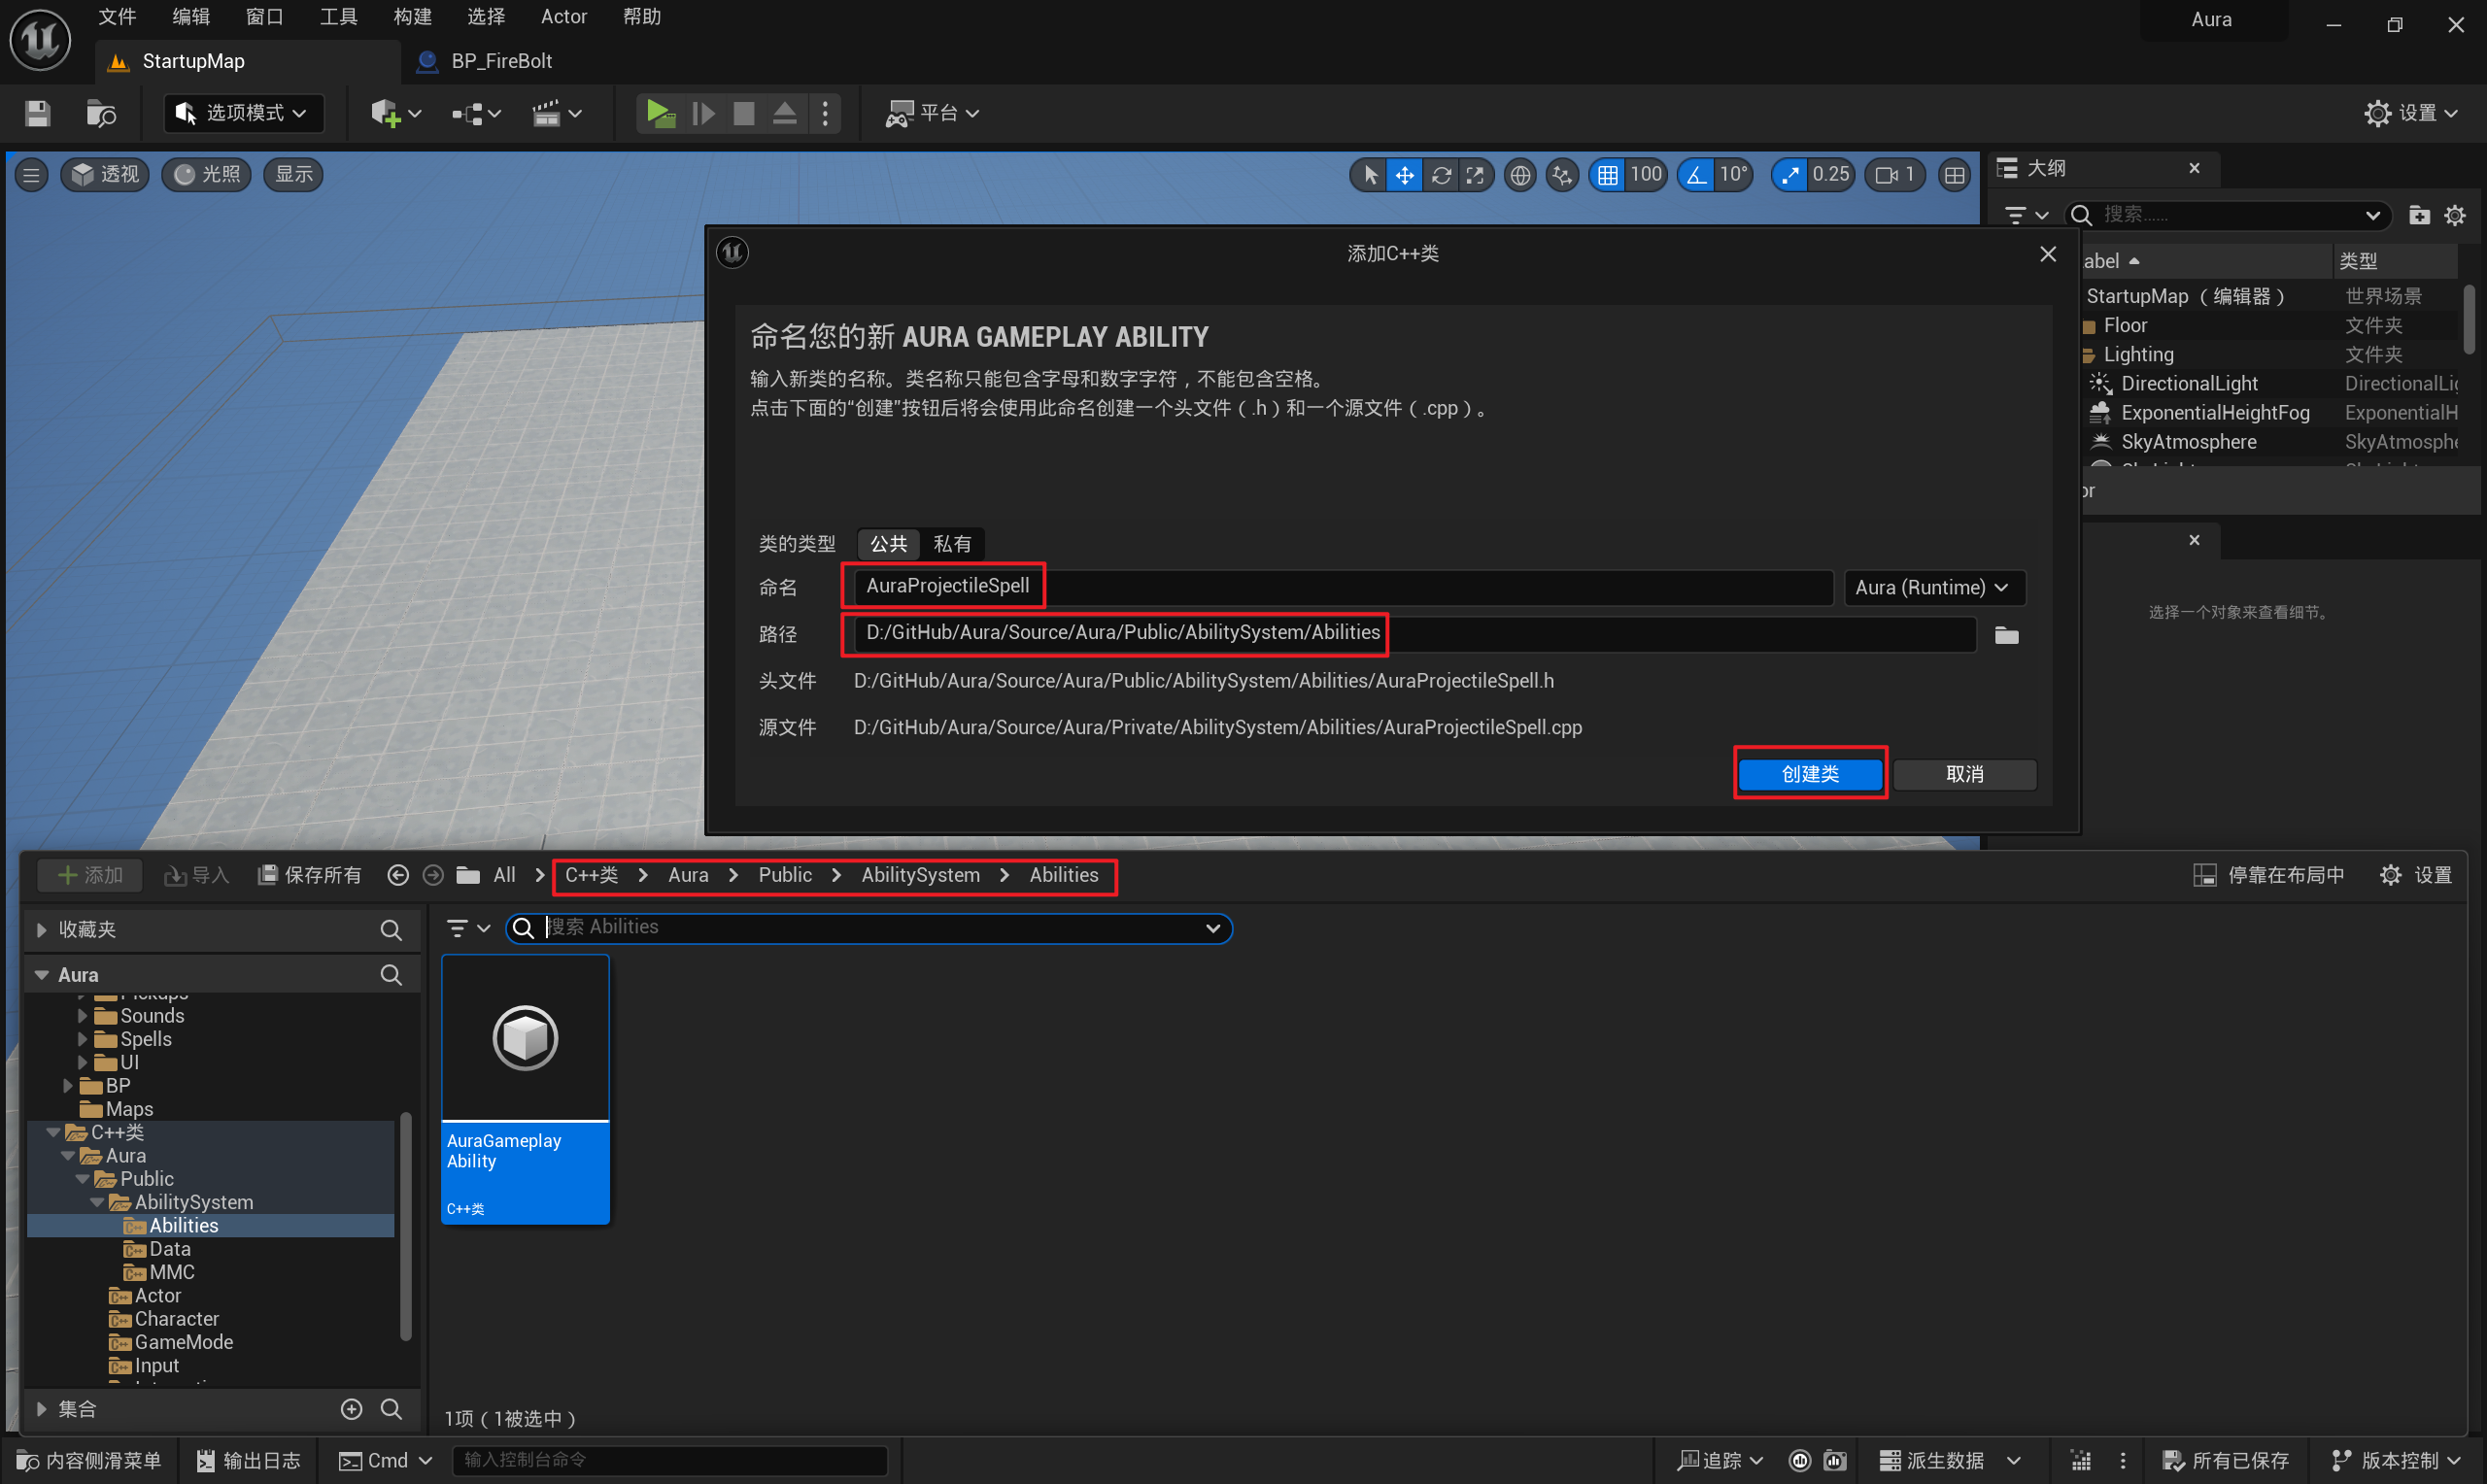 文件 编辑 窗口 工具 构建 选择 Actor 帮助
Aura
StartupMap BP_FireBolt
选项模式 平台 设置
透视 光照 显示 100 10° 0.25 1
大纲
搜索......
类型
StartupMap （编辑器） 世界场景
Floor 文件夹
Lighting 文件夹
DirectionalLight
ExponentialHeightFog
SkyAtmosphere
选择一个对象来查看细节。
添加C++类
命名您的新 AURA GAMEPLAY ABILITY
输入新类的名称。类名称只能包含字母和数字字符，不能包含空格。
点击下面的“创建”按钮后将会使用此命名创建一个头文件（.h）和一个源文件（.cpp）。
类的类型 公共 私有
命名 AuraProjectileSpell Aura (Runtime)
路径 D:/GitHub/Aura/Source/Aura/Public/AbilitySystem/Abilities
头文件 D:/GitHub/Aura/Source/Aura/Public/AbilitySystem/Abilities/AuraProjectileSpell.h
源文件 D:/GitHub/Aura/Source/Aura/Private/AbilitySystem/Abilities/AuraProjectileSpell.cpp
创建类 取消
添加 导入 保存所有 All C++类 Aura Public AbilitySystem Abilities 停靠在布局中 设置
收藏夹
搜索 Abilities
Aura
Sounds
Spells
UI
BP
Maps
C++类
Aura
Public
AbilitySystem
Abilities
Data
MMC
Actor
Character
GameMode
Input
集合
AuraGameplay
Ability
C++类
1项（1被选中）
内容侧滑菜单 输出日志 Cmd 输入控制台命令 追踪 派生数据 所有已保存 版本控制